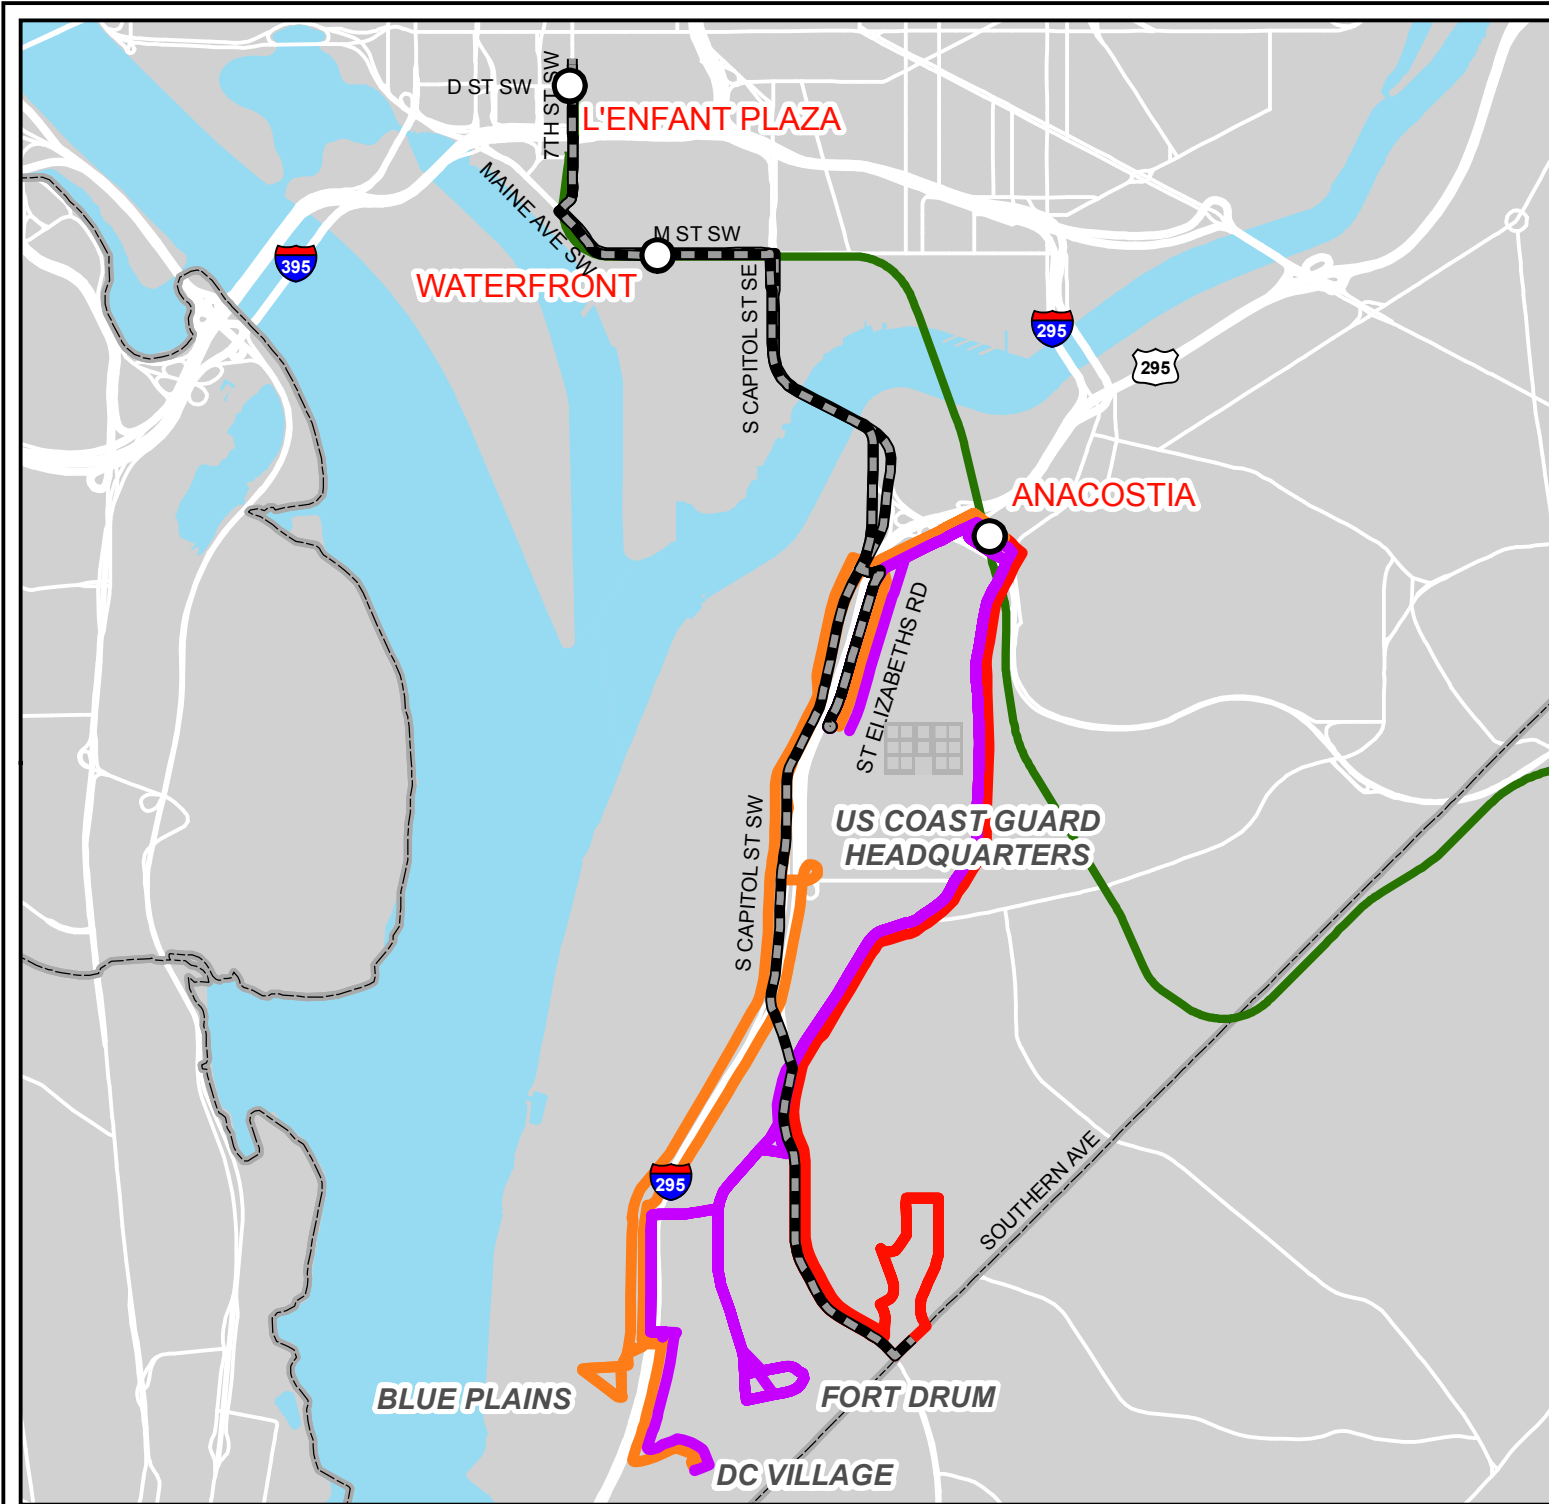 D ST SW
7TH ST SW
L'ENFANT PLAZA
MAINE AVE SW
M ST SW
395
WATERFRONT
S CAPITOL ST SE
295
295
ANACOSTIA
ST ELIZABETHS RD
US COAST GUARD
HEADQUARTERS
S CAPITOL ST SW
295
SOUTHERN AVE
BLUE PLAINS
FORT DRUM
DC VILLAGE